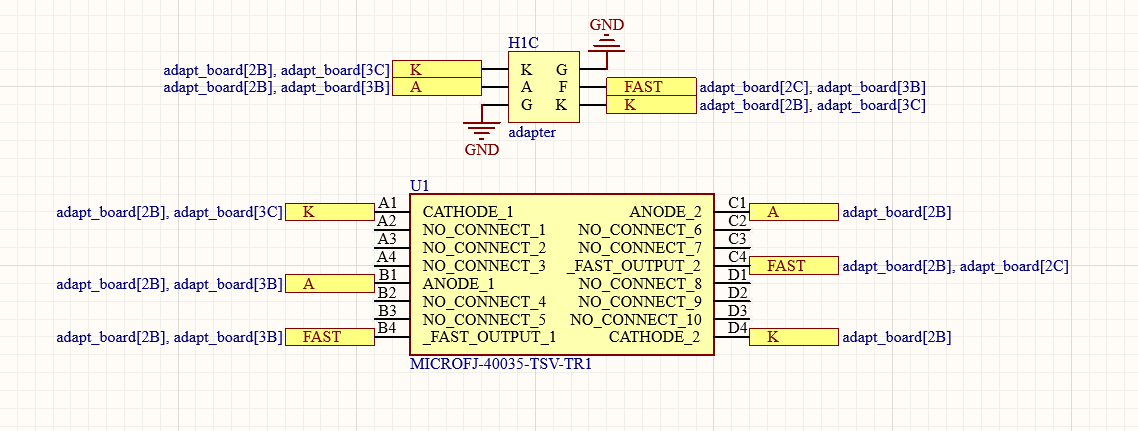 GND
H1C
adapt_board[2B], adapt_board[3C] K K G
adapt_board[2B], adapt_board[3B] A A F FAST adapt_board[2C], adapt_board[3B]
G K K adapt_board[2B], adapt_board[3C]
adapter
GND
U1
adapt_board[2B], adapt_board[3C] K A1 CATHODE_1 ANODE_2 C1 A adapt_board[2B]
A2 NO_CONNECT_1 NO_CONNECT_6 C2
A3 NO_CONNECT_2 NO_CONNECT_7 C3
A4 NO_CONNECT_3 _FAST_OUTPUT_2 C4 FAST adapt_board[2B], adapt_board[2C]
adapt_board[2B], adapt_board[3B] A B1 ANODE_1 NO_CONNECT_8 D1
B2 NO_CONNECT_4 NO_CONNECT_9 D2
B3 NO_CONNECT_5 NO_CONNECT_10 D3
adapt_board[2B], adapt_board[3B] FAST B4 _FAST_OUTPUT_1 CATHODE_2 D4 K adapt_board[2B]
MICROFJ-40035-TSV-TR1